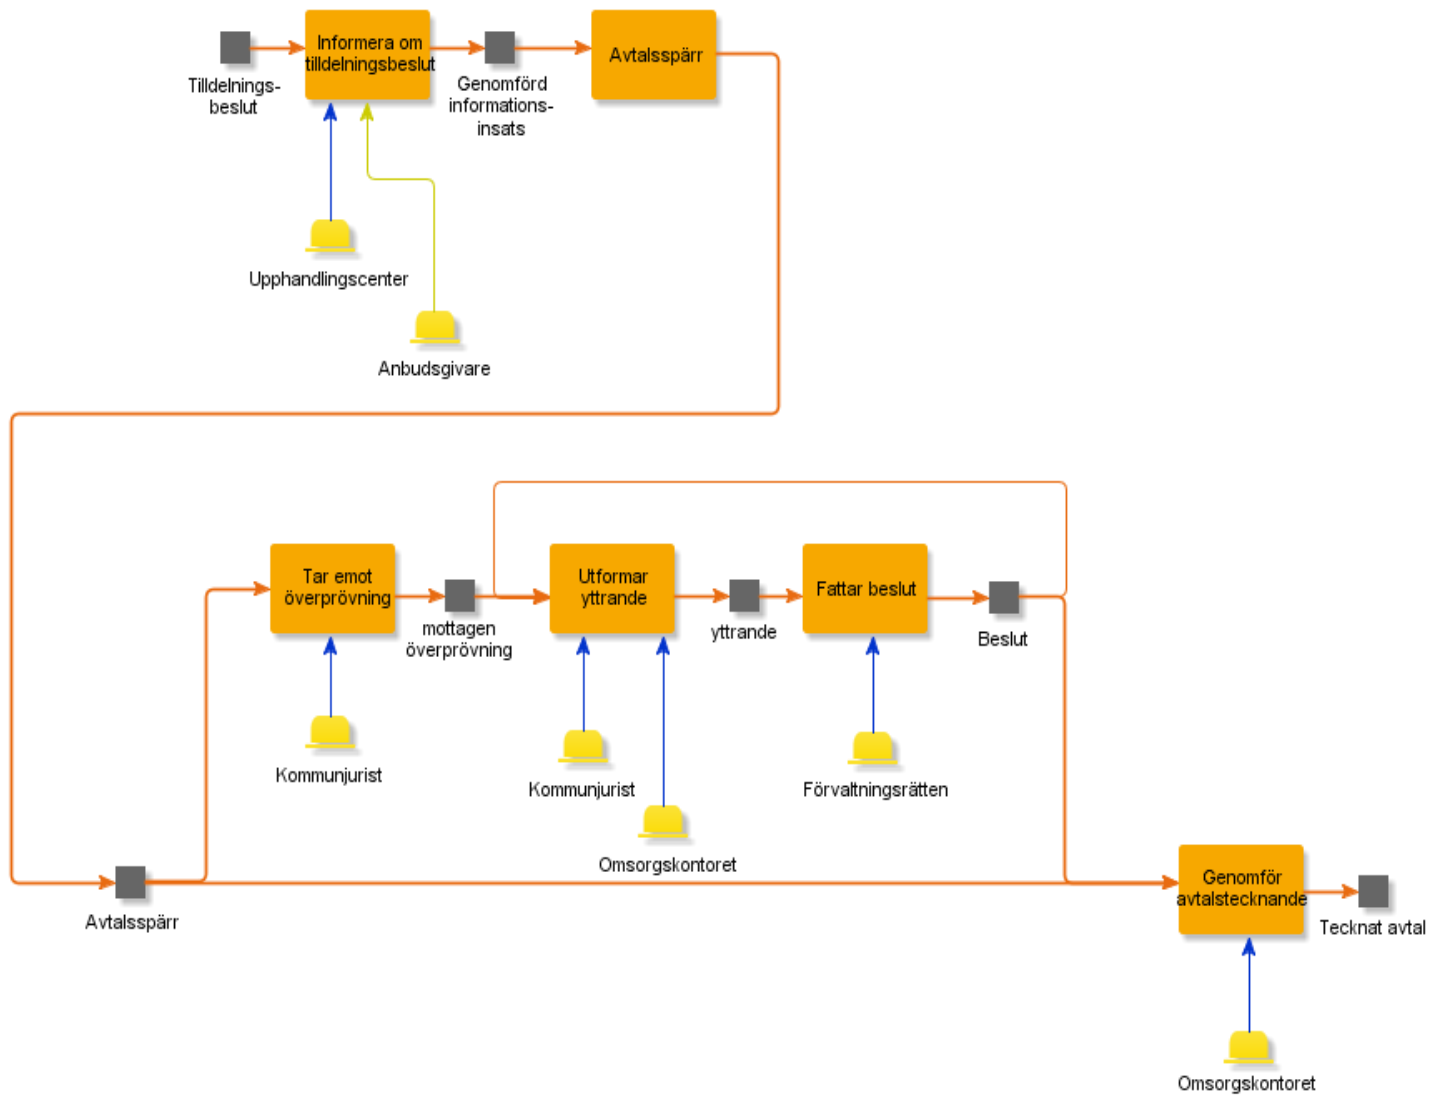 Informera om
tilldelningsbeslut
Avtalsspärr
Tilldelnings-
beslut
Genomförd
informations-
insats
Upphandlingscenter
Anbudsgivare
Tar emot
överprövning
Utformar
yttrande
Fattar beslut
mottagen
överprövning
yttrande
Beslut
Kommunjurist
Kommunjurist
Förvaltningsrätten
Omsorgskontoret
Avtalsspärr
Genomför
avtalstecknande
Tecknat avtal
Omsorgskontoret